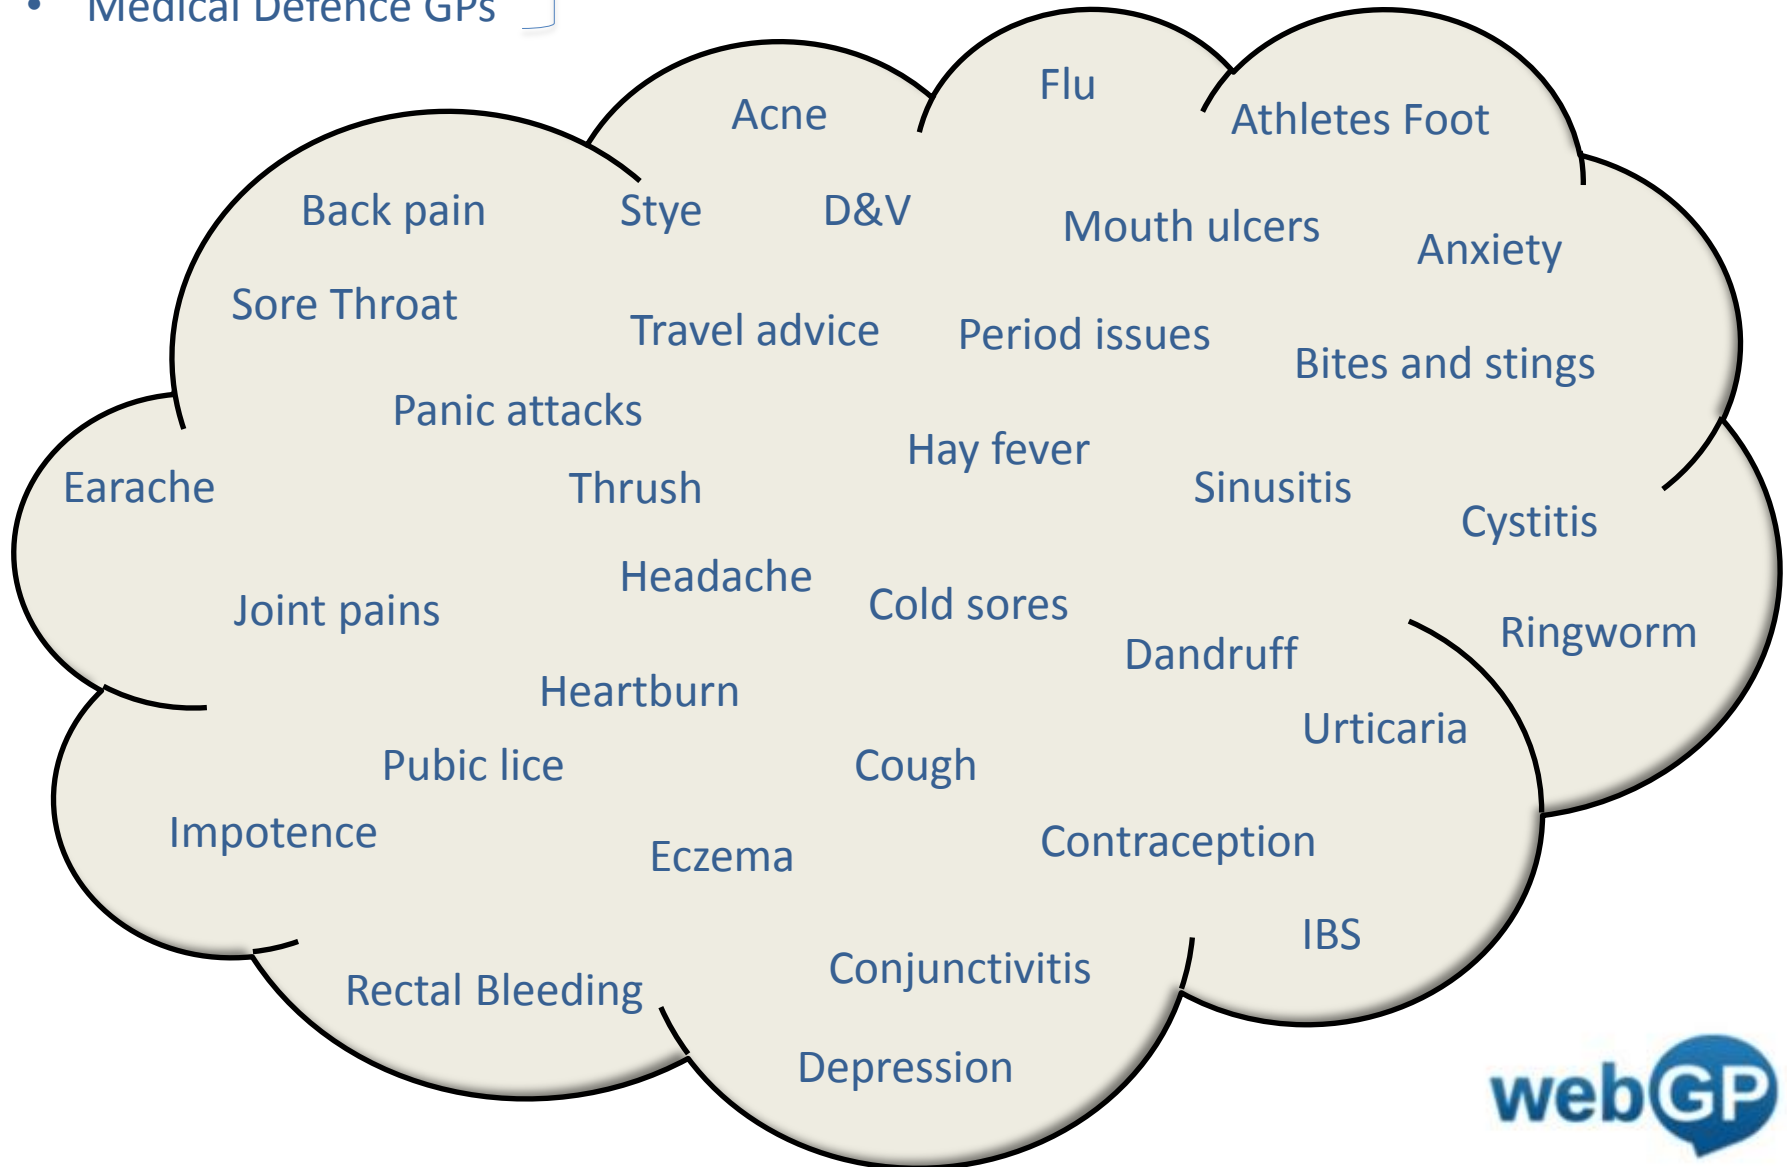 • Medical Defence GPs
Flu
Acne
Athletes Foot
Back pain
Stye
D&V
Mouth ulcers
Anxiety
Sore Throat
Travel advice
Period issues
Bites and stings
Panic attacks
Hay fever
Earache
Thrush
Sinusitis
Cystitis
Headache
Cold sores
Joint pains
Ringworm
Dandruff
Heartburn
Urticaria
Pubic lice
Cough
Impotence
Eczema
Contraception
IBS
Conjunctivitis
Rectal Bleeding
Depression
webGP